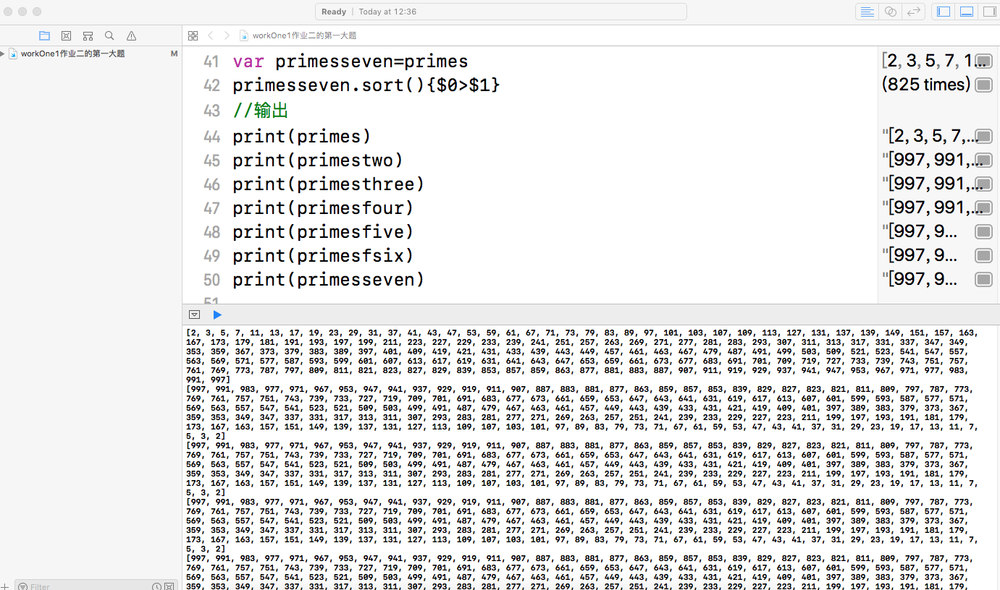 Ready | Today at 12:36
workOne1作业二的第一大题
workOne1作业二的第一大题 M
41 var primesseven=primes [2, 3, 5, 7, 1...
42 primesseven.sort(){$0>$1} (825 times)
43 //输出
44 print(primes) "[2, 3, 5, 7,...
45 print(primestwo) "[997, 991,...
46 print(primesthree) "[997, 991,...
47 print(primesfour) "[997, 991,...
48 print(primesfive) "[997, 9...
49 print(primesfsix) "[997, 9...
50 print(primesseven) "[997, 9...
51
[2, 3, 5, 7, 11, 13, 17, 19, 23, 29, 31, 37, 41, 43, 47, 53, 59, 61, 67, 71, 73, 79, 83, 89, 97, 101, 103, 107, 109, 113, 127, 131, 137, 139, 149, 151, 157, 163,
167, 173, 179, 181, 191, 193, 197, 199, 211, 223, 227, 229, 233, 239, 241, 251, 257, 263, 269, 271, 277, 281, 283, 293, 307, 311, 313, 317, 331, 337, 347, 349,
353, 359, 367, 373, 379, 383, 389, 397, 401, 409, 419, 421, 431, 433, 439, 443, 449, 457, 461, 463, 467, 479, 487, 491, 499, 503, 509, 521, 523, 541, 547, 557,
563, 569, 571, 577, 587, 593, 599, 601, 607, 613, 617, 619, 631, 641, 643, 647, 653, 659, 661, 673, 677, 683, 691, 701, 709, 719, 727, 733, 739, 743, 751, 757,
761, 769, 773, 787, 797, 809, 811, 821, 823, 827, 829, 839, 853, 857, 859, 863, 877, 881, 883, 887, 907, 911, 919, 929, 937, 941, 947, 953, 967, 971, 977, 983,
991, 997]
[997, 991, 983, 977, 971, 967, 953, 947, 941, 937, 929, 919, 911, 907, 887, 883, 881, 877, 863, 859, 857, 853, 839, 829, 827, 823, 821, 811, 809, 797, 787, 773,
769, 761, 757, 751, 743, 739, 733, 727, 719, 709, 701, 691, 683, 677, 673, 661, 659, 653, 647, 643, 641, 631, 619, 617, 613, 607, 601, 599, 593, 587, 577, 571,
569, 563, 557, 547, 541, 523, 521, 509, 503, 499, 491, 487, 479, 467, 463, 461, 457, 449, 443, 439, 433, 431, 421, 419, 409, 401, 397, 389, 383, 379, 373, 367,
359, 353, 349, 347, 337, 331, 317, 313, 311, 307, 293, 283, 281, 277, 271, 269, 263, 257, 251, 241, 239, 233, 229, 227, 223, 211, 199, 197, 193, 191, 181, 179,
173, 167, 163, 157, 151, 149, 139, 137, 131, 127, 113, 109, 107, 103, 101, 97, 89, 83, 79, 73, 71, 67, 61, 59, 53, 47, 43, 41, 37, 31, 29, 23, 19, 17, 13, 11, 7,
5, 3, 2]
[997, 991, 983, 977, 971, 967, 953, 947, 941, 937, 929, 919, 911, 907, 887, 883, 881, 877, 863, 859, 857, 853, 839, 829, 827, 823, 821, 811, 809, 797, 787, 773,
769, 761, 757, 751, 743, 739, 733, 727, 719, 709, 701, 691, 683, 677, 673, 661, 659, 653, 647, 643, 641, 631, 619, 617, 613, 607, 601, 599, 593, 587, 577, 571,
569, 563, 557, 547, 541, 523, 521, 509, 503, 499, 491, 487, 479, 467, 463, 461, 457, 449, 443, 439, 433, 431, 421, 419, 409, 401, 397, 389, 383, 379, 373, 367,
359, 353, 349, 347, 337, 331, 317, 313, 311, 307, 293, 283, 281, 277, 271, 269, 263, 257, 251, 241, 239, 233, 229, 227, 223, 211, 199, 197, 193, 191, 181, 179,
173, 167, 163, 157, 151, 149, 139, 137, 131, 127, 113, 109, 107, 103, 101, 97, 89, 83, 79, 73, 71, 67, 61, 59, 53, 47, 43, 41, 37, 31, 29, 23, 19, 17, 13, 11, 7,
5, 3, 2]
[997, 991, 983, 977, 971, 967, 953, 947, 941, 937, 929, 919, 911, 907, 887, 883, 881, 877, 863, 859, 857, 853, 839, 829, 827, 823, 821, 811, 809, 797, 787, 773,
769, 761, 757, 751, 743, 739, 733, 727, 719, 709, 701, 691, 683, 677, 673, 661, 659, 653, 647, 643, 641, 631, 619, 617, 613, 607, 601, 599, 593, 587, 577, 571,
569, 563, 557, 547, 541, 523, 521, 509, 503, 499, 491, 487, 479, 467, 463, 461, 457, 449, 443, 439, 433, 431, 421, 419, 409, 401, 397, 389, 383, 379, 373, 367,
359, 353, 349, 347, 337, 331, 317, 313, 311, 307, 293, 283, 281, 277, 271, 269, 263, 257, 251, 241, 239, 233, 229, 227, 223, 211, 199, 197, 193, 191, 181, 179,
173, 167, 163, 157, 151, 149, 139, 137, 131, 127, 113, 109, 107, 103, 101, 97, 89, 83, 79, 73, 71, 67, 61, 59, 53, 47, 43, 41, 37, 31, 29, 23, 19, 17, 13, 11, 7,
5, 3, 2]
[997, 991, 983, 977, 971, 967, 953, 947, 941, 937, 929, 919, 911, 907, 887, 883, 881, 877, 863, 859, 857, 853, 839, 829, 827, 823, 821, 811, 809, 797, 787, 773,
769, 761, 757, 751, 743, 739, 733, 727, 719, 709, 701, 691, 683, 677, 673, 661, 659, 653, 647, 643, 641, 631, 619, 617, 613, 607, 601, 599, 593, 587, 577, 571,
569, 563, 557, 547, 541, 523, 521, 509, 503, 499, 491, 487, 479, 467, 463, 461, 457, 449, 443, 439, 433, 431, 421, 419, 409, 401, 397, 389, 383, 379, 373, 367,
359, 353, 349, 347, 337, 331, 317, 313, 311, 307, 293, 283, 281, 277, 271, 269, 263, 257, 251, 241, 239, 233, 229, 227, 223, 211, 199, 197, 193, 191, 181, 179,
Filter